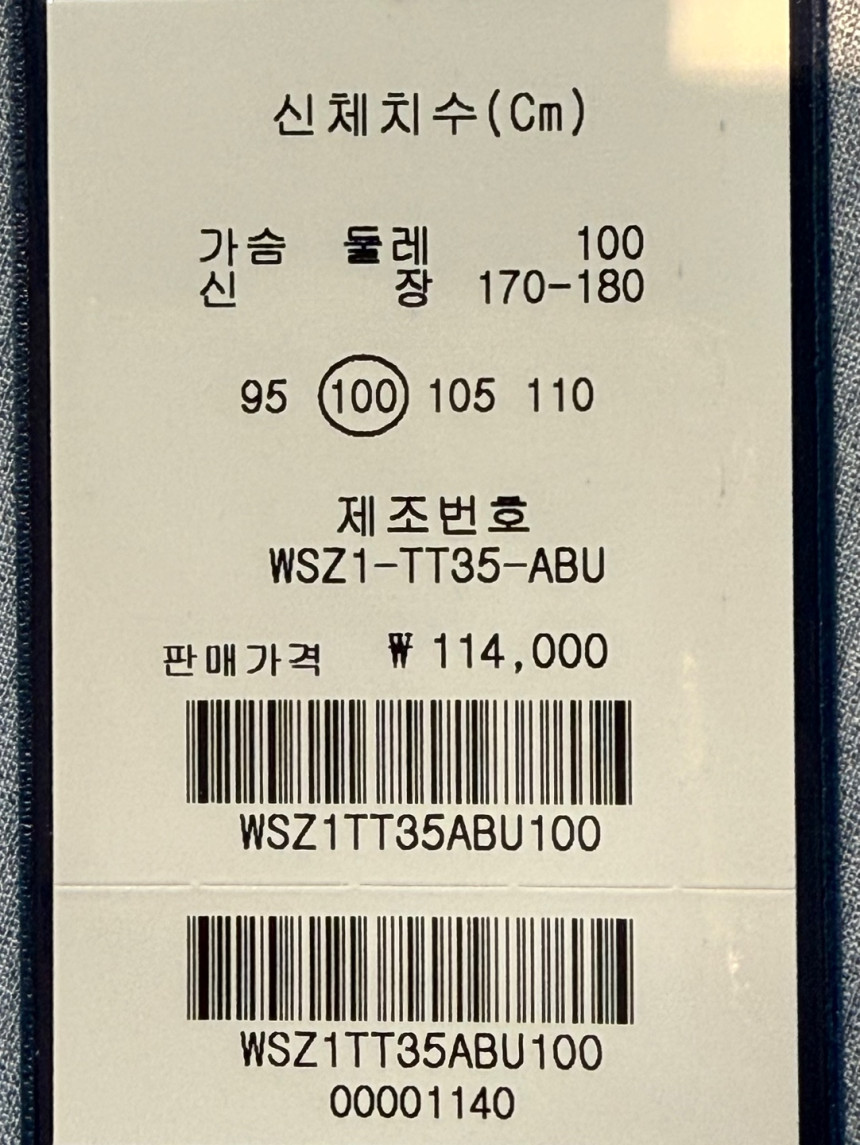 신체치수(Cm)
가슴 둘레 100
신 장 170-180
95 100 105 110
제조번호
WSZ1-TT35-ABU
판매가격 ₩ 114,000
WSZ1TT35ABU100
WSZ1TT35ABU100
00001140